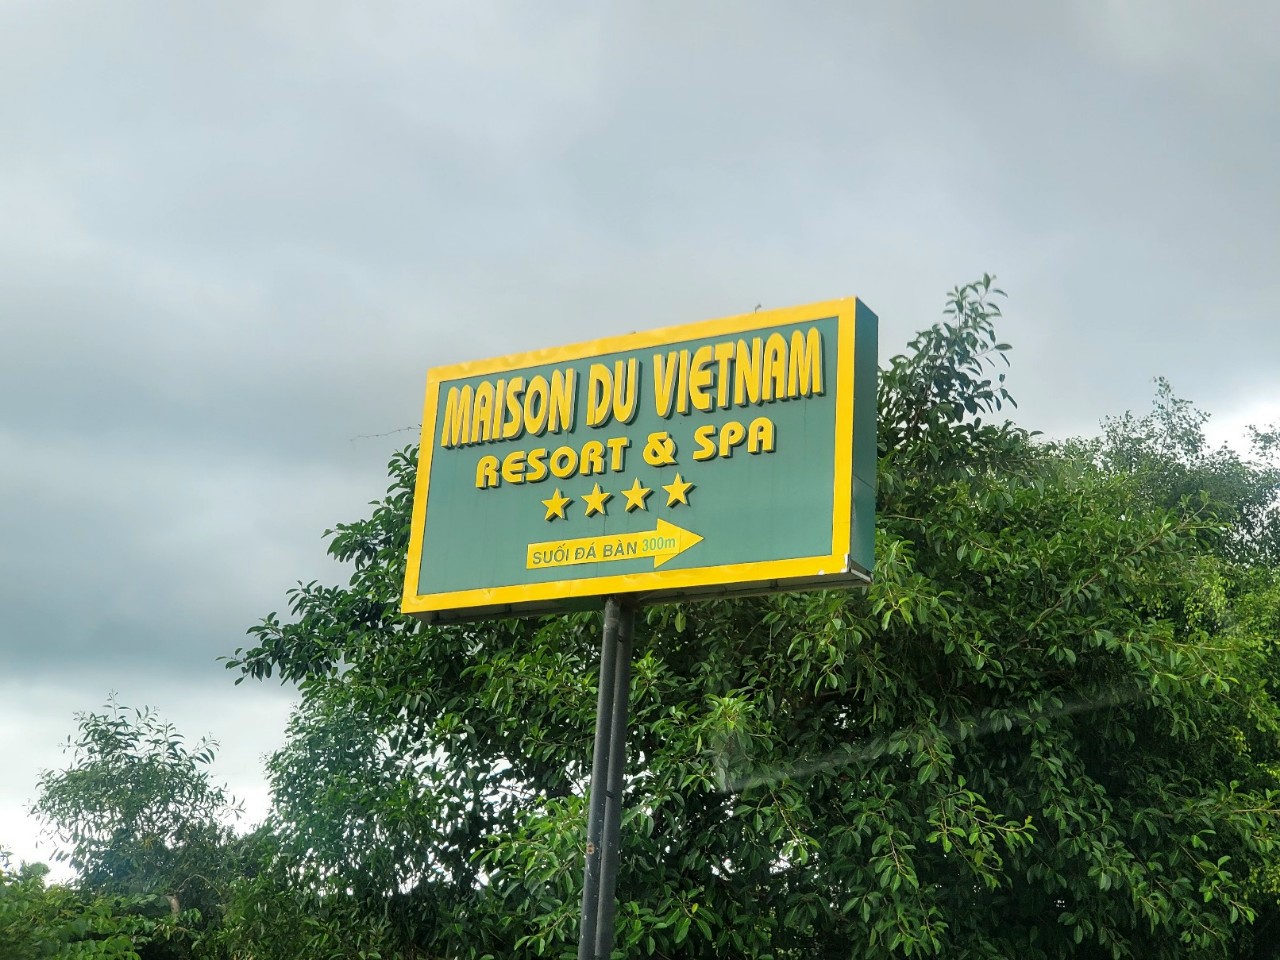 MAISON DU VIETNAM
RESORT & SPA
SUỐI ĐÁ BÀN 300m